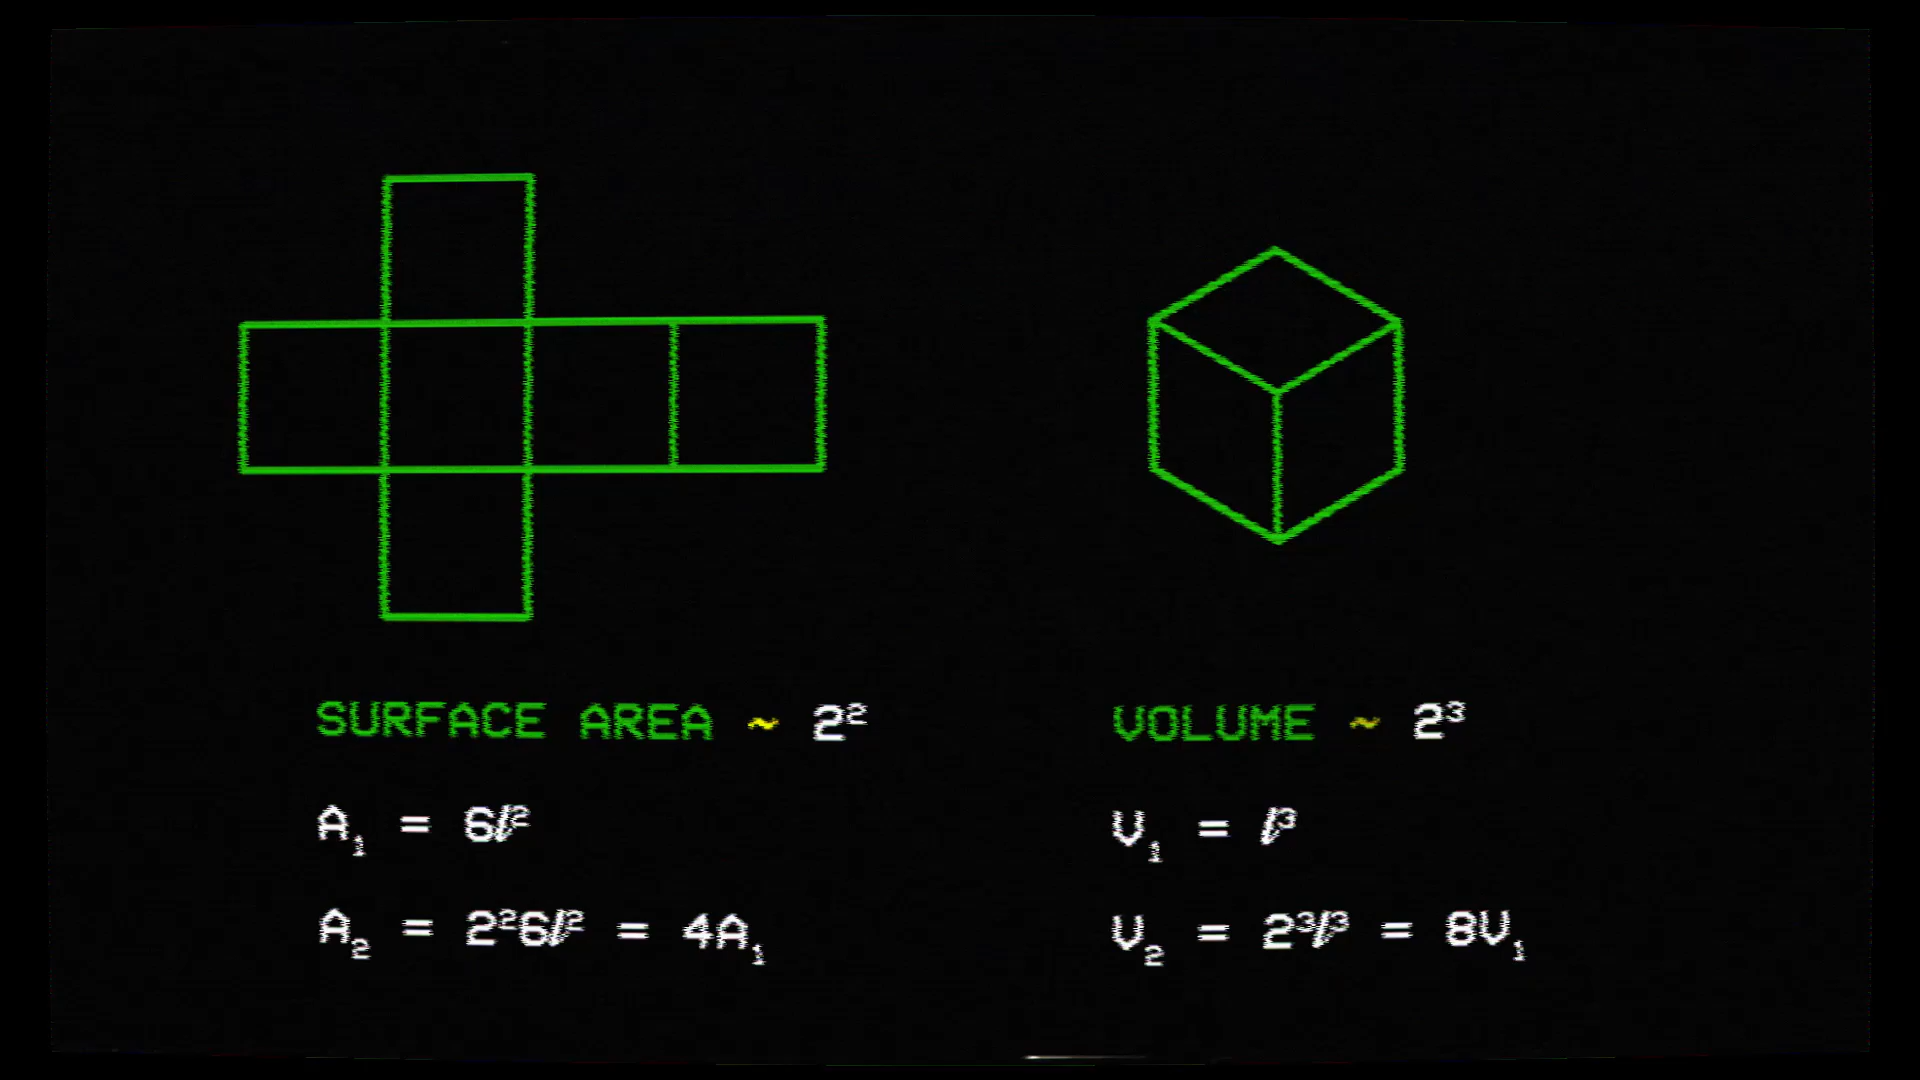 SURFACE AREA ~ 2²
A₁ = 6l²
A₂ = 2²6l² = 4A₁
VOLUME ~ 2³
V₁ = l³
V₂ = 2³l³ = 8V₁